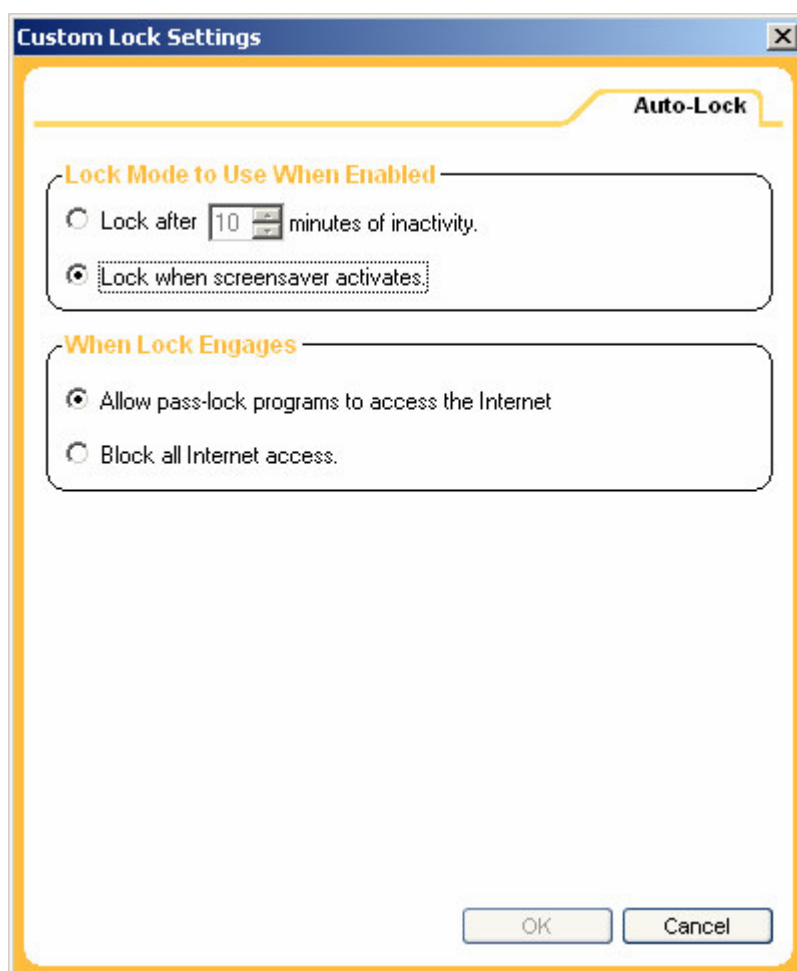 Custom Lock Settings
Auto-Lock
Lock Mode to Use When Enabled
Lock after 10 minutes of inactivity.
Lock when screensaver activates.
When Lock Engages
Allow pass-lock programs to access the Internet
Block all Internet access.
OK Cancel